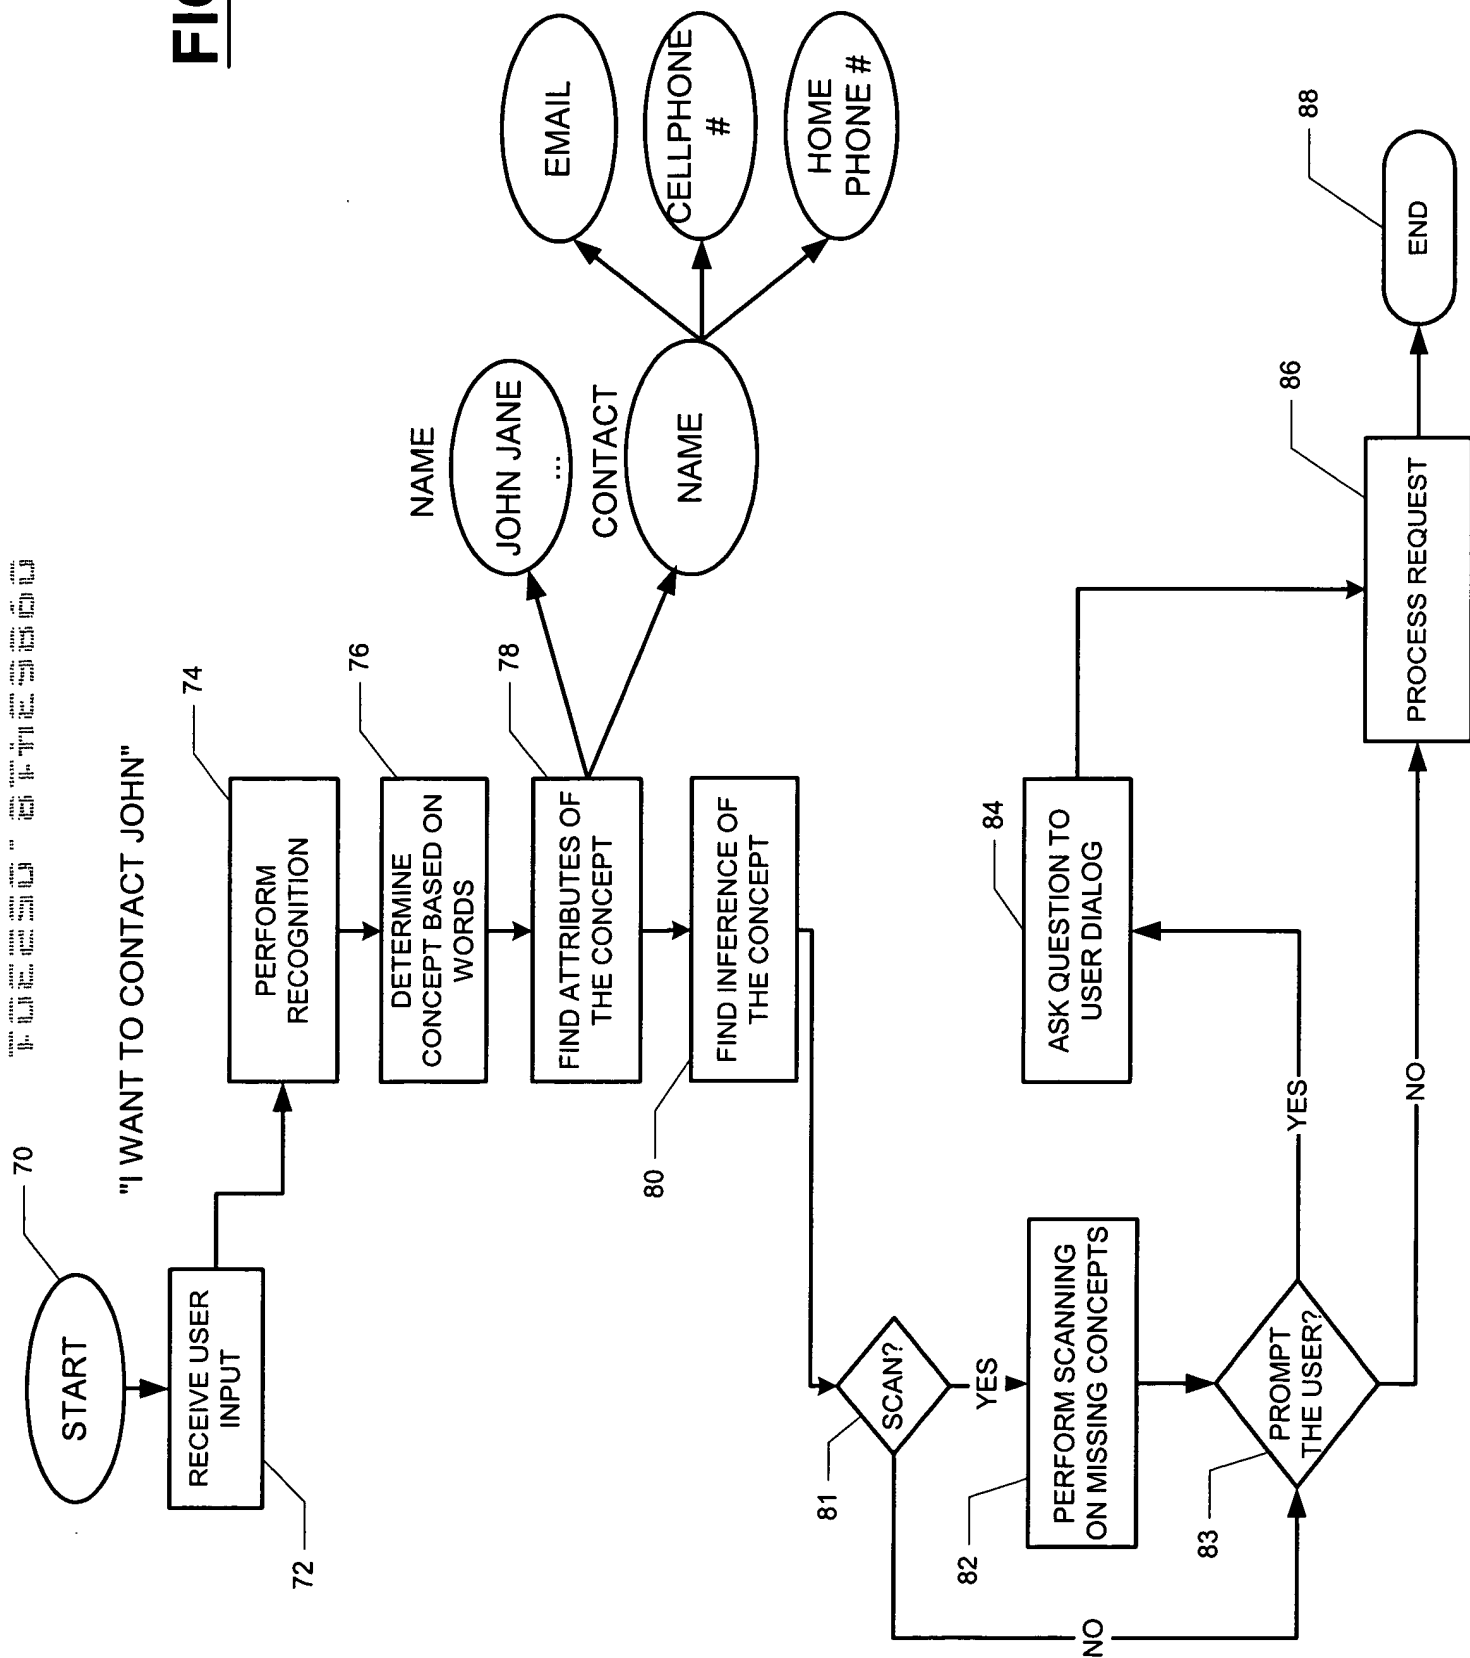 FIG
70
START
RECEIVE USER
INPUT
72
"I WANT TO CONTACT JOHN"
74
PERFORM
RECOGNITION
76
DETERMINE
CONCEPT BASED ON
WORDS
78
FIND ATTRIBUTES OF
THE CONCEPT
NAME
JOHN JANE
...
CONTACT
NAME
EMAIL
CELLPHONE
#
HOME
PHONE #
80
FIND INFERENCE OF
THE CONCEPT
81
SCAN?
YES
NO
82
PERFORM SCANNING
ON MISSING CONCEPTS
83
PROMPT
THE USER?
YES
NO
84
ASK QUESTION TO
USER DIALOG
86
PROCESS REQUEST
88
END